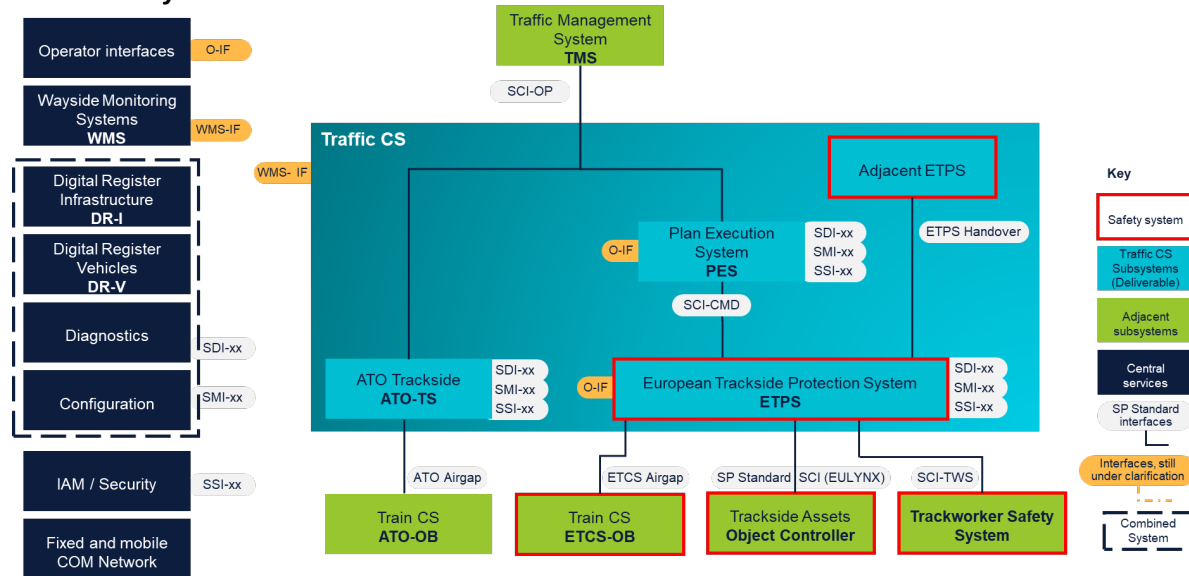 Operator interfaces
O-IF
Wayside Monitoring
Systems
WMS
WMS-IF
Digital Register
Infrastructure
DR-I
Digital Register
Vehicles
DR-V
Diagnostics
SDI-xx
Configuration
SMI-xx
IAM / Security
SSI-xx
Fixed and mobile
COM Network
Traffic Management
System
TMS
SCI-OP
Traffic CS
WMS- IF
Adjacent ETPS
ETPS Handover
O-IF
Plan Execution
System
PES
SDI-xx
SMI-xx
SSI-xx
SCI-CMD
ATO Trackside
ATO-TS
SDI-xx
SMI-xx
SSI-xx
O-IF
European Trackside Protection System
ETPS
SDI-xx
SMI-xx
SSI-xx
ATO Airgap
ETCS Airgap
SP Standard SCI (EULYNX)
SCI-TWS
Train CS
ATO-OB
Train CS
ETCS-OB
Trackside Assets
Object Controller
Trackworker Safety
System
Key
Safety system
Traffic CS
Subsystems
(Deliverable)
Adjacent
subsystems
Central
services
SP Standard
interfaces
Interfaces, still
under clarification
Combined
System